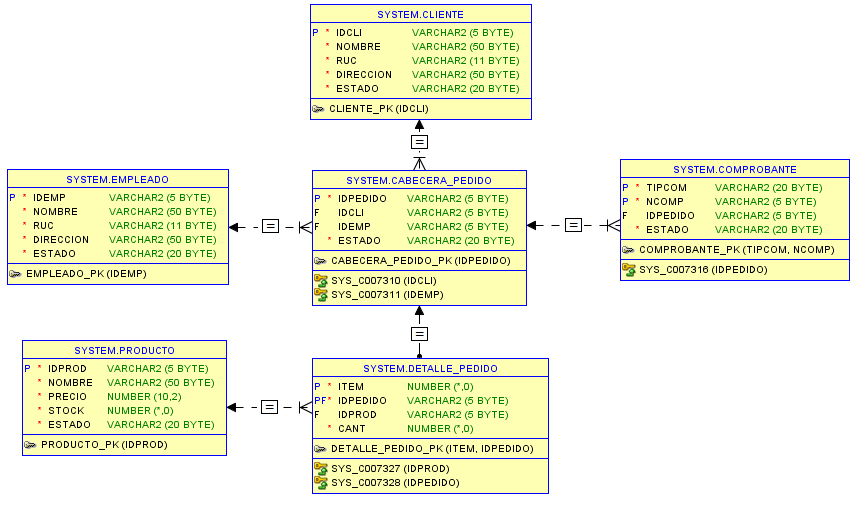 SYSTEM.CLIENTE
P * IDCLI VARCHAR2 (5 BYTE)
* NOMBRE VARCHAR2 (50 BYTE)
* RUC VARCHAR2 (11 BYTE)
* DIRECCION VARCHAR2 (50 BYTE)
* ESTADO VARCHAR2 (20 BYTE)
CLIENTE_PK (IDCLI)
=
SYSTEM.EMPLEADO
P * IDEMP VARCHAR2 (5 BYTE)
* NOMBRE VARCHAR2 (50 BYTE)
* RUC VARCHAR2 (11 BYTE)
* DIRECCION VARCHAR2 (50 BYTE)
* ESTADO VARCHAR2 (20 BYTE)
EMPLEADO_PK (IDEMP)
=
SYSTEM.CABECERA_PEDIDO
P * IDPEDIDO VARCHAR2 (5 BYTE)
F IDCLI VARCHAR2 (5 BYTE)
F IDEMP VARCHAR2 (5 BYTE)
* ESTADO VARCHAR2 (20 BYTE)
CABECERA_PEDIDO_PK (IDPEDIDO)
SYS_C007310 (IDCLI)
SYS_C007311 (IDEMP)
=
SYSTEM.COMPROBANTE
P * TIPCOM VARCHAR2 (20 BYTE)
P * NCOMP VARCHAR2 (5 BYTE)
F IDPEDIDO VARCHAR2 (5 BYTE)
* ESTADO VARCHAR2 (20 BYTE)
COMPROBANTE_PK (TIPCOM, NCOMP)
SYS_C007316 (IDPEDIDO)
=
SYSTEM.PRODUCTO
P * IDPROD VARCHAR2 (5 BYTE)
* NOMBRE VARCHAR2 (50 BYTE)
* PRECIO NUMBER (10,2)
* STOCK NUMBER (*,0)
* ESTADO VARCHAR2 (20 BYTE)
PRODUCTO_PK (IDPROD)
=
SYSTEM.DETALLE_PEDIDO
P * ITEM NUMBER (*,0)
PF* IDPEDIDO VARCHAR2 (5 BYTE)
F IDPROD VARCHAR2 (5 BYTE)
* CANT NUMBER (*,0)
DETALLE_PEDIDO_PK (ITEM, IDPEDIDO)
SYS_C007327 (IDPROD)
SYS_C007328 (IDPEDIDO)